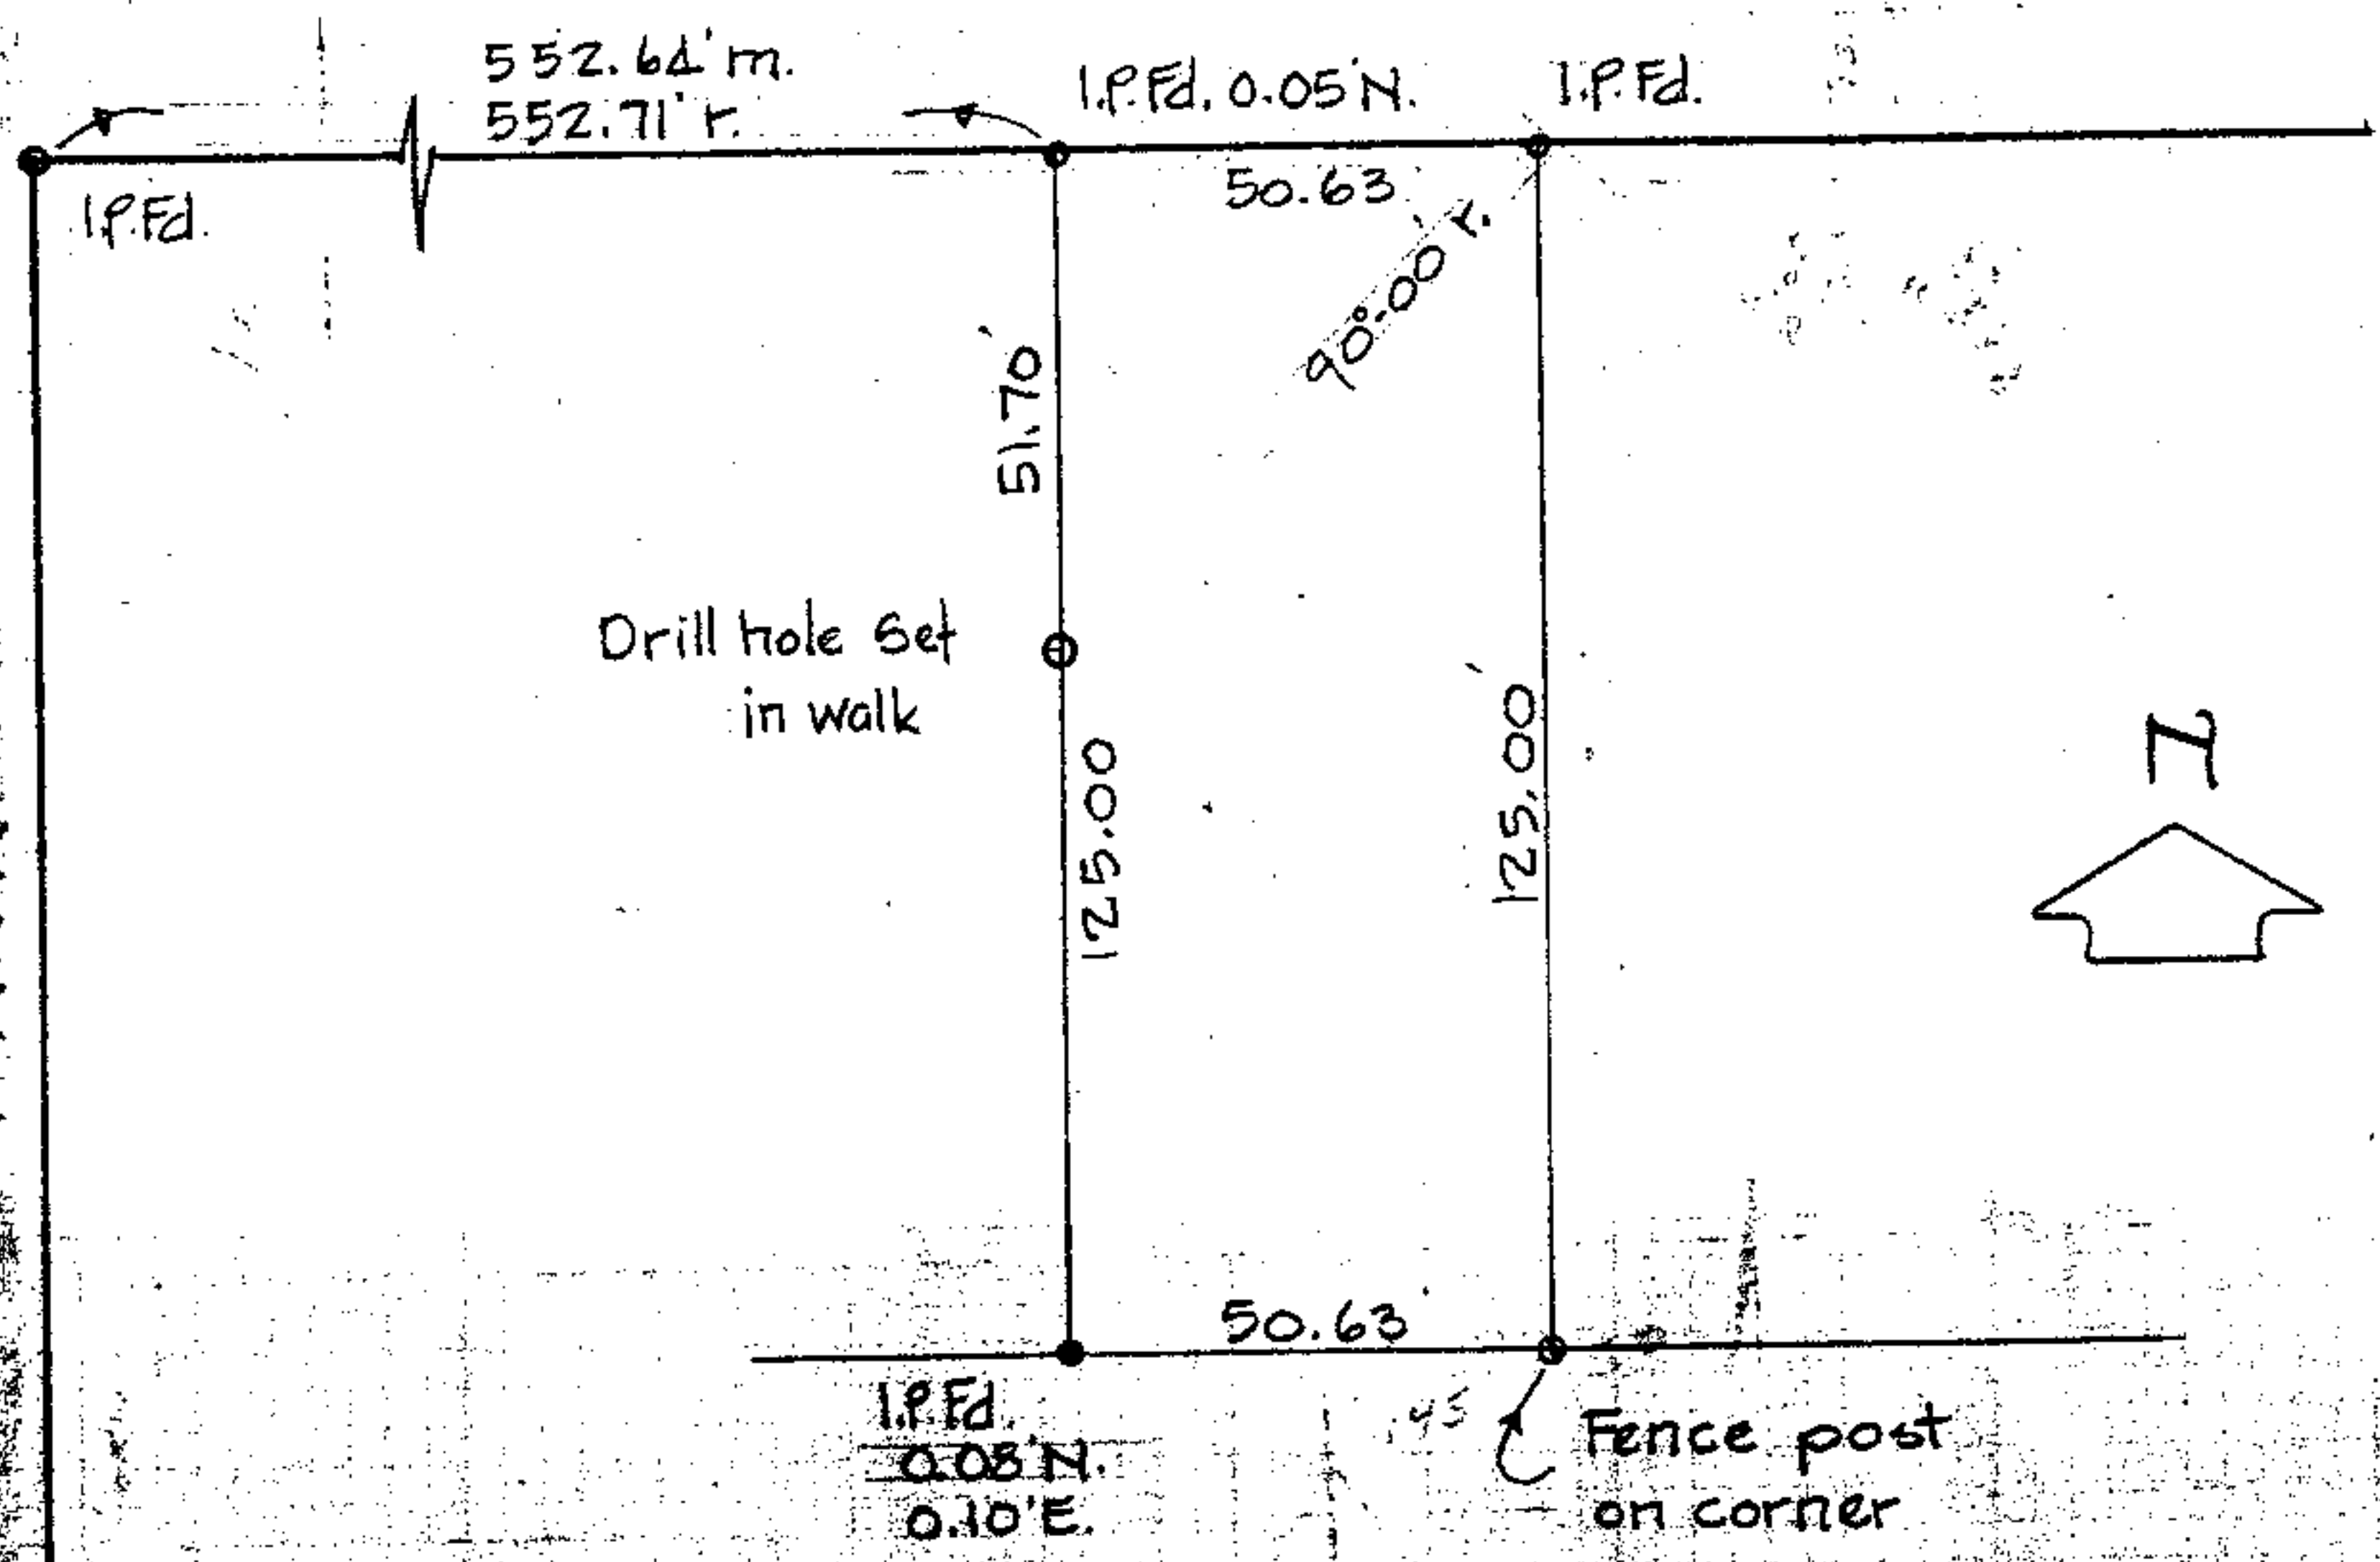 552.64' m.
552.71' r.
I.P.Fd. 0.05'N.
I.P.Fd.
I.P.Fd.
50.63
90°-00' r.
51.70'
Drill hole Set
in walk
125.00
125.00'
N
50.63'
I.P.Fd.
0.08'N.
0.10'E.
.45
Fence post
on corner